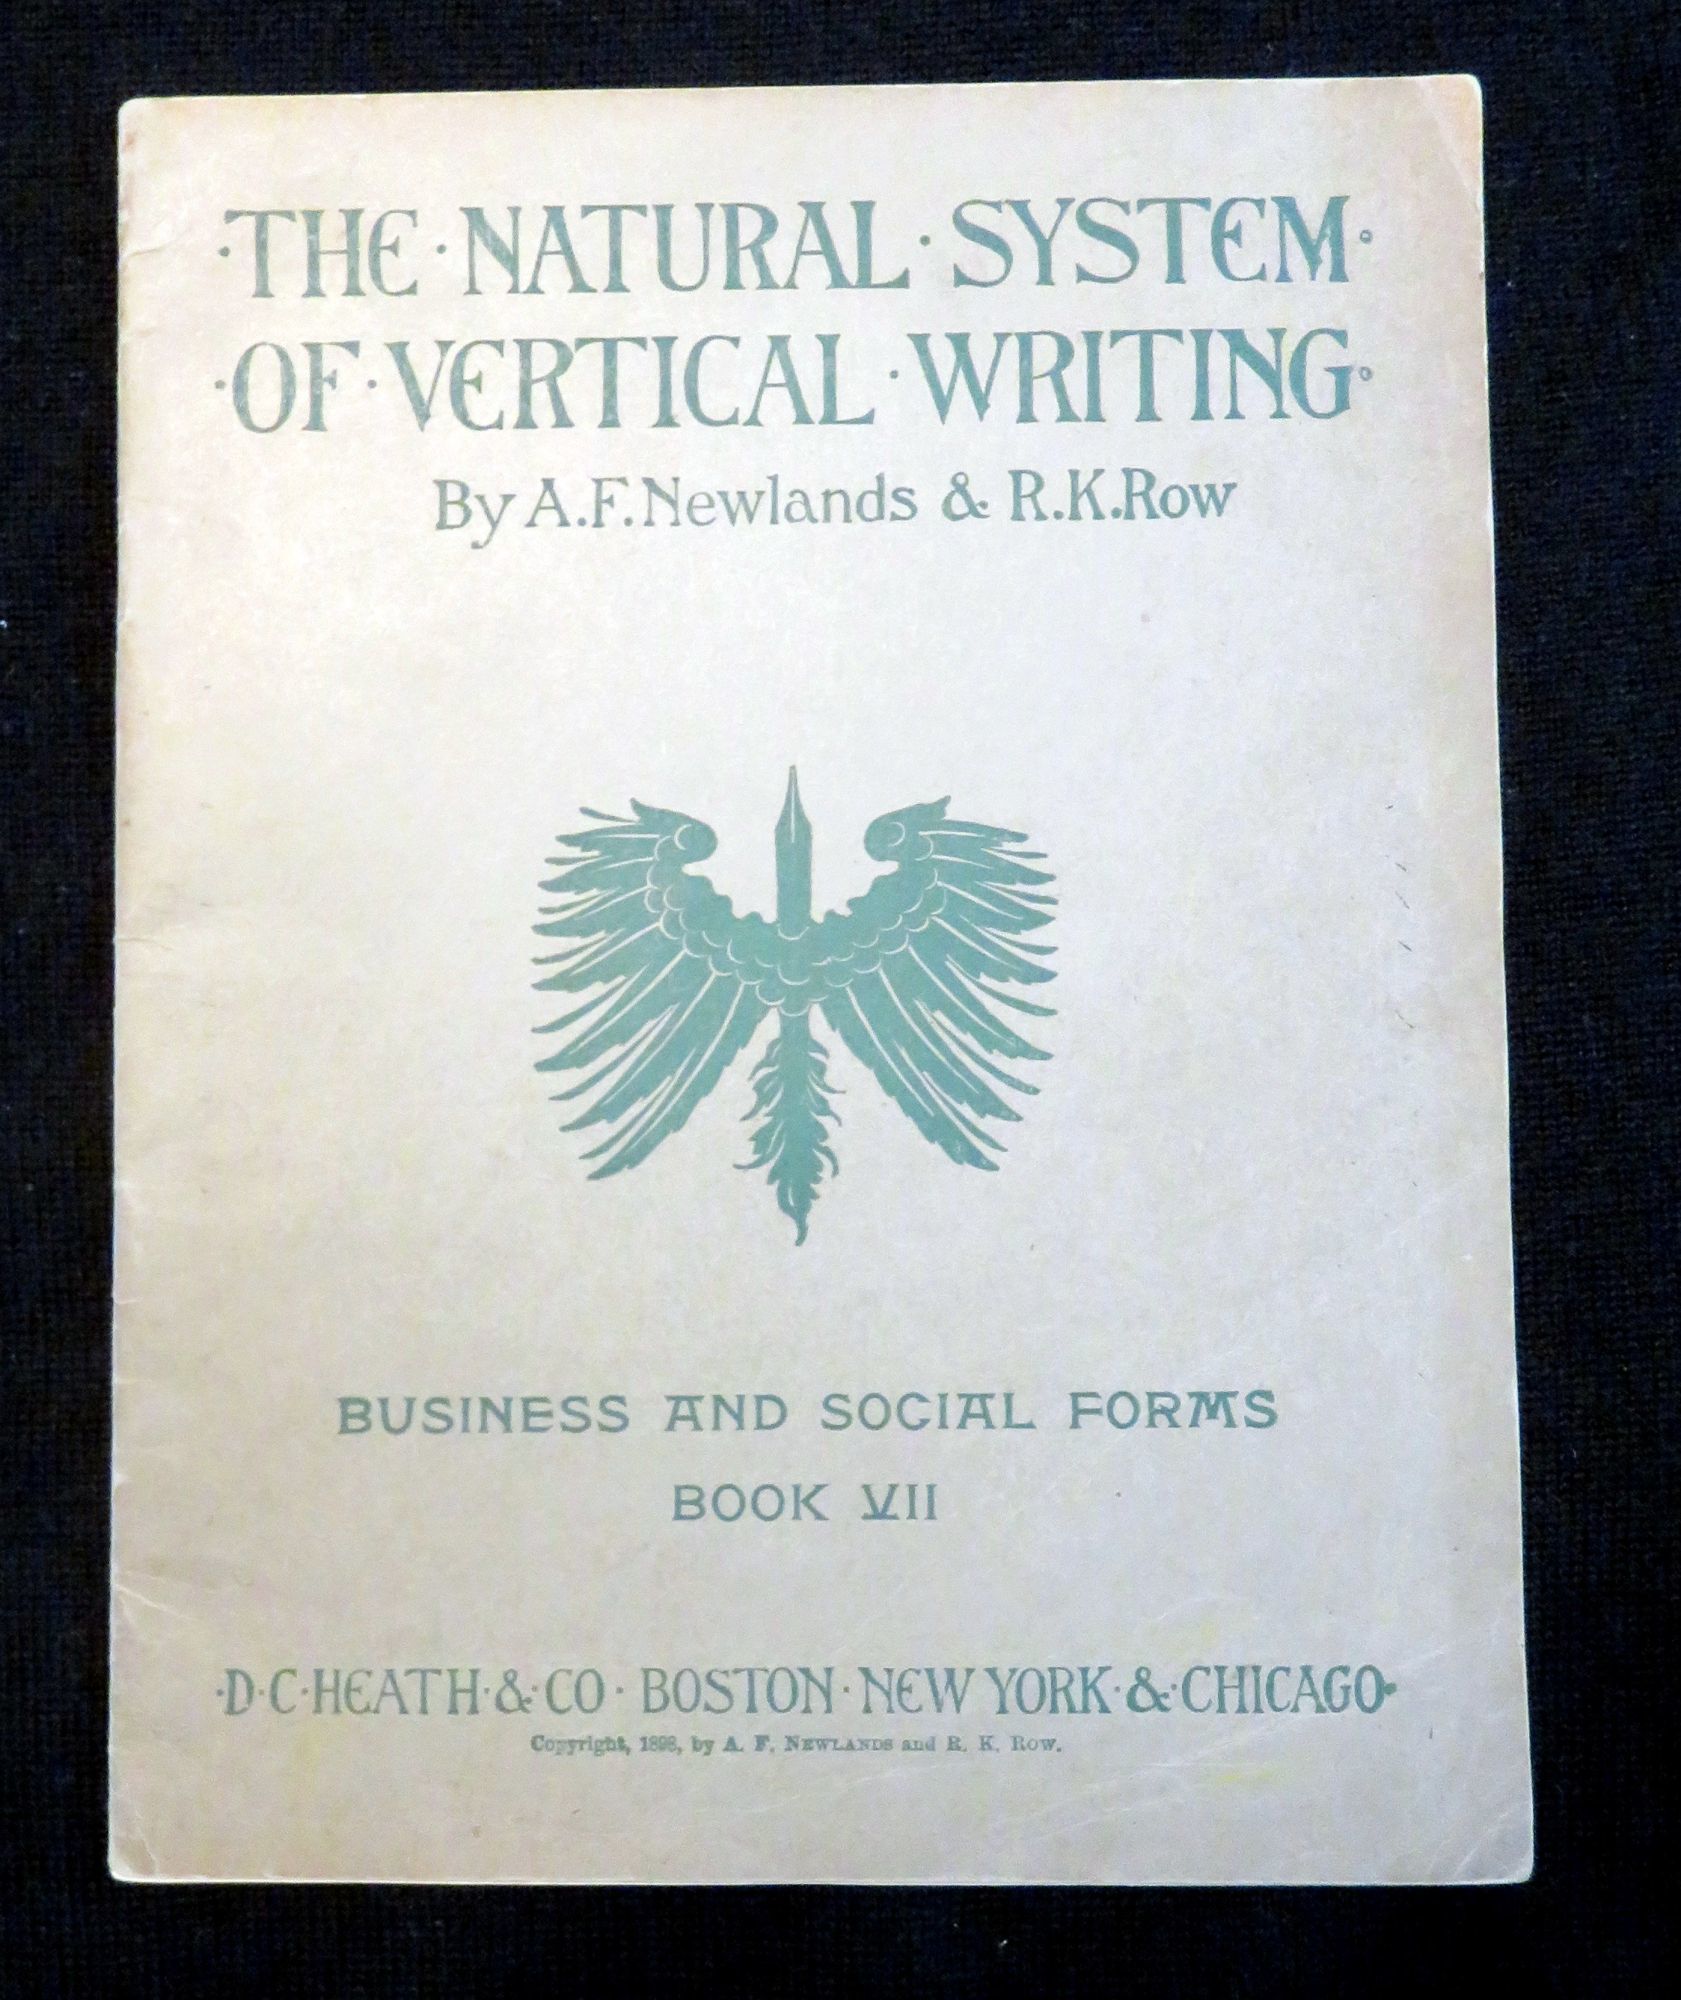 ·THE·NATURAL·SYSTEM·
·OF·VERTICAL·WRITING·
By A.F.Newlands & R.K.Row
BUSINESS AND SOCIAL FORMS
BOOK VII
·D·C·HEATH·&·CO· BOSTON·NEW YORK·&·CHICAGO·
Copyright, 1898, by A. F. Newlands and R. K. Row.